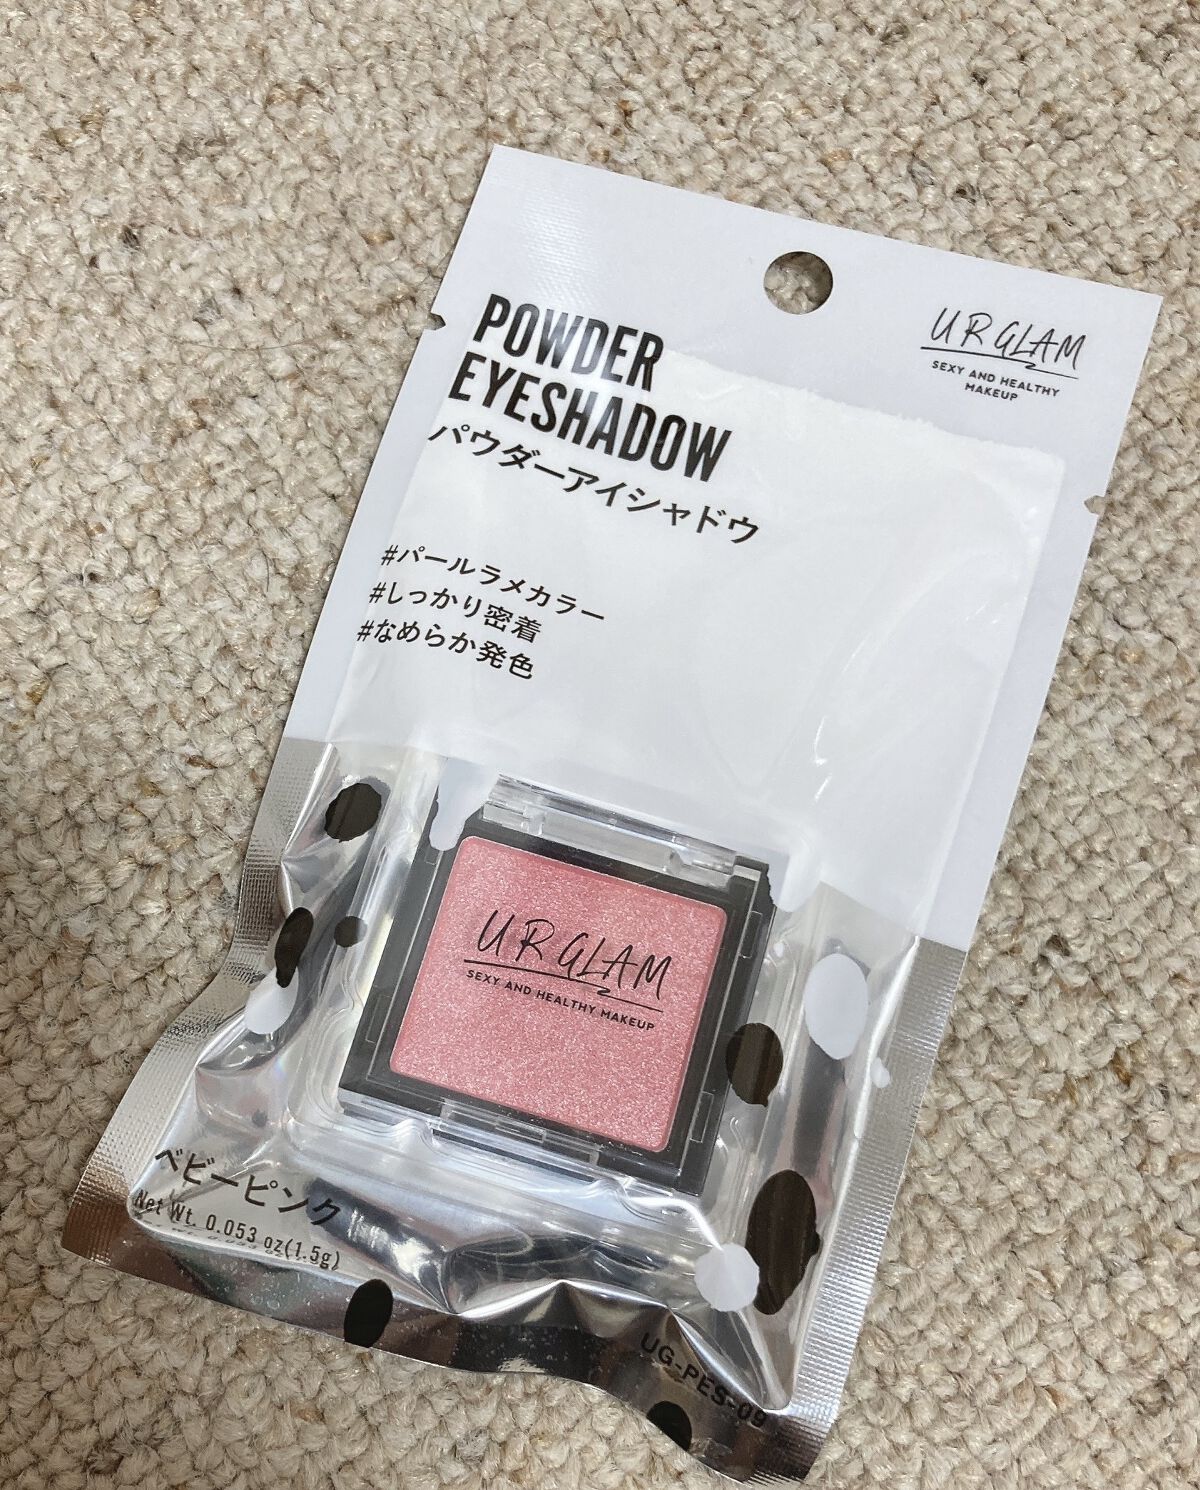 POWDER
EYESHADOW
パウダーアイシャドウ
#パールラメカラー
#しっかり密着
#なめらか発色
UR GLAM
SEXY AND HEALTHY
MAKEUP
UR GLAM
SEXY AND HEALTHY MAKEUP
ベビーピンク
Net Wt. 0.053 oz(1.5g)
UG-PES-09